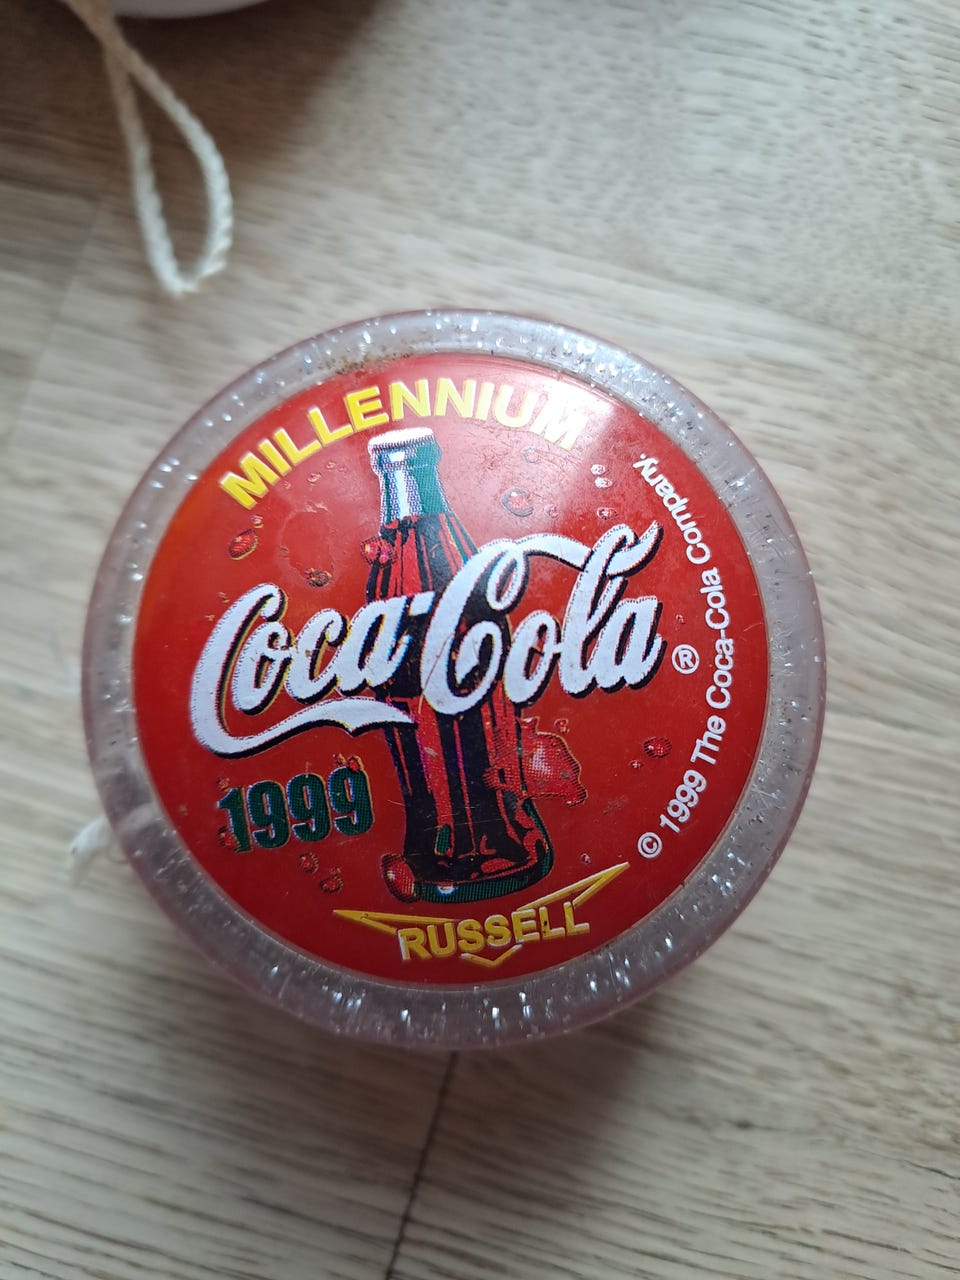 MILLENNIUM
Coca-Cola ®
1999
RUSSELL
© 1999 The Coca-Cola Company.